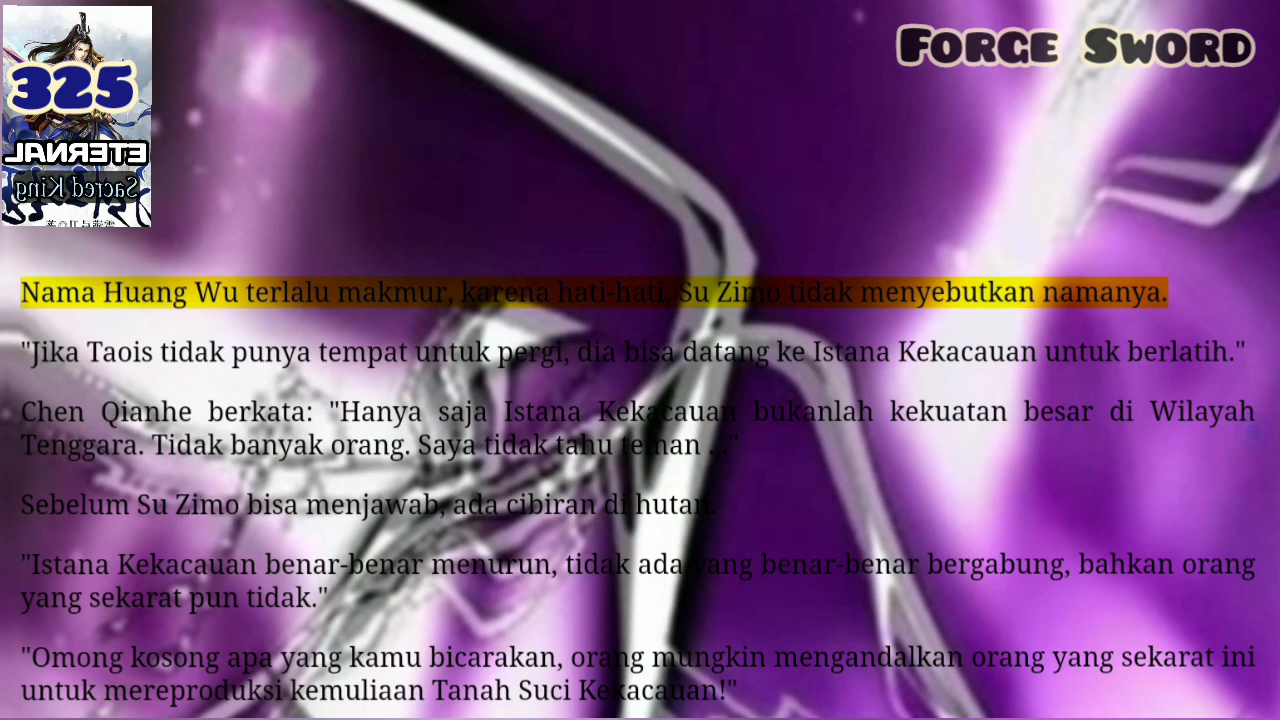 325
FORGE SWORD
ETERNAL
Sacred King
Nama Huang Wu terlalu makmur, karena hati-hati, Su Zimo tidak menyebutkan namanya.
"Jika Taois tidak punya tempat untuk pergi, dia bisa datang ke Istana Kekacauan untuk berlatih."
Chen Qianhe berkata: "Hanya saja Istana Kekacauan bukanlah kekuatan besar di Wilayah
Tenggara. Tidak banyak orang. Saya tidak tahu teman ..."
Sebelum Su Zimo bisa menjawab, ada cibiran di hutan.
"Istana Kekacauan benar-benar menurun, tidak ada yang benar-benar bergabung, bahkan orang
yang sekarat pun tidak."
"Omong kosong apa yang kamu bicarakan, orang mungkin mengandalkan orang yang sekarat ini
untuk mereproduksi kemuliaan Tanah Suci Kekacauan!"